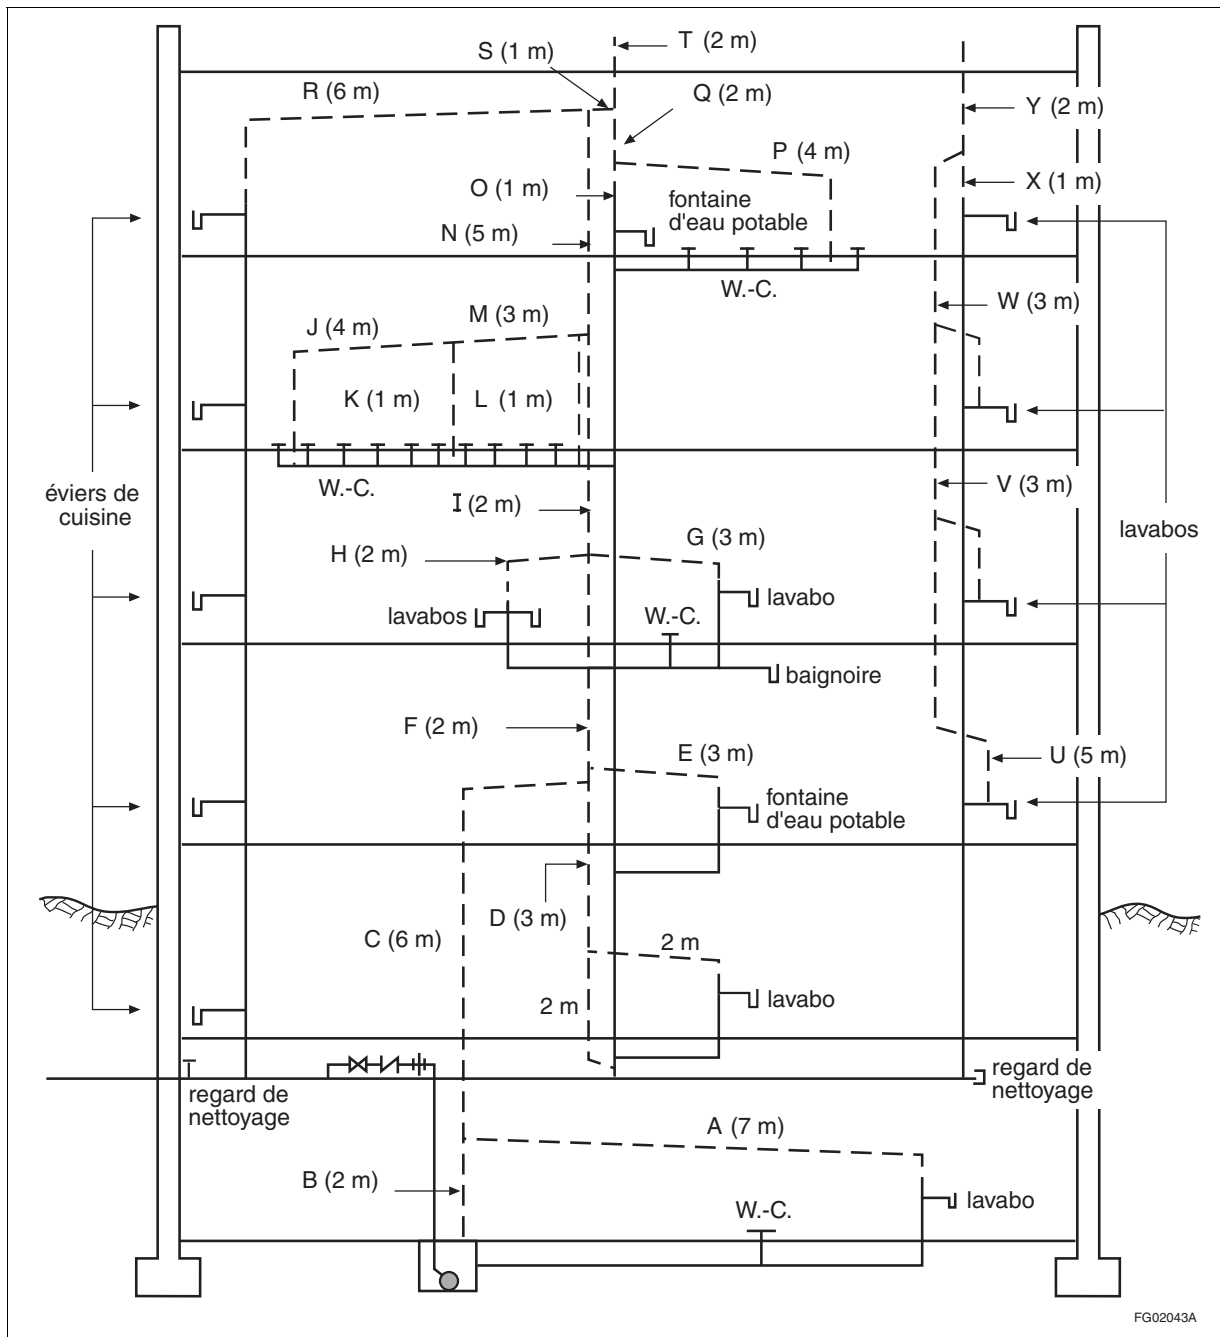 T (2 m)
S (1 m)
R (6 m)
Q (2 m)
Y (2 m)
P (4 m)
X (1 m)
O (1 m)
fontaine
d'eau potable
N (5 m)
W.-C.
W (3 m)
M (3 m)
J (4 m)
K (1 m)
L (1 m)
V (3 m)
W.-C.
éviers de
cuisine
I (2 m)
lavabos
G (3 m)
H (2 m)
lavabo
lavabos
W.-C.
baignoire
F (2 m)
E (3 m)
U (5 m)
fontaine
d'eau potable
D (3 m)
C (6 m)
2 m
2 m
lavabo
regard de
nettoyage
regard de
nettoyage
A (7 m)
B (2 m)
W.-C.
lavabo
FG02043A